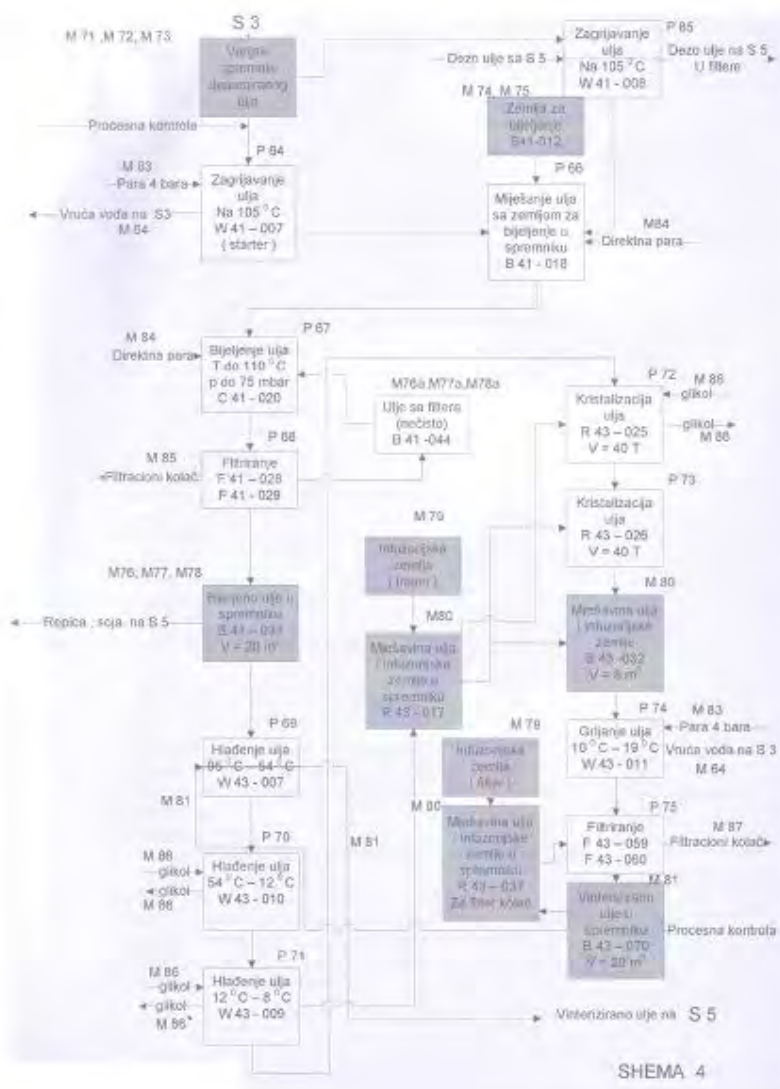 S 3
M 71 ,M 72, M 73
Vanjski
spremnik
ulja
Procesna kontrola
P 64
M 83
Para 4 bara
Vruća voda na S3
M 64
Zagrijavanje
ulja
Na 105 °C
W 41 – 007
( starter )
P 65
Zagrijavanje
ulja
Na 105 °C
W 41 - 008
Dezo ulje sa S 5
Dezo ulje na S 5
U filtere
M 74, M 75
Zemlja za
bijeljenje
B41-012
P 66
Miješanje ulja
sa zemljom za
bijeljenje u
spremniku
B 41 - 018
M84
Direktna para
P 67
M 84
Direktna para
Bijeljenje ulja
T do 110 °C
p do 75 mbar
C 41 - 020
M76a,M77a,M78a
Ulje sa filtera
(nečisto)
B 41 -044
P 68
M 85
Filtracioni kolač
Filtriranje
F 41 – 028
F 41 - 029
P 72
M 86
glikol
glikol
M 86
Kristalizacija
ulja
R 43 – 025
V = 40 T
P 73
Kristalizacija
ulja
R 43 – 026
V = 40 T
M 79
Infuzorijska
zemlja
M76, M77, M78
Bijeljeno ulje u
spremniku
B 41 – 031
V = 20 m³
Repica , soja na S 5
M80
Mješavina ulja
i infuzorijske
zemlje u
spremniku
R 43 - 017
M 80
Mješavina ulja
i infuzorijske
zemlje
B 43 -032
V = 8 m³
P 69
Hlađenje ulja
95 °C – 54 °C
W 43 - 007
M 81
M 79
Infuzorijska
zemlja
( filter )
P 74
M 83
Para 4 bara
Vruća voda na S 3
M 64
Grijanje ulja
10 °C – 19 °C
W 43 - 011
P 70
M 86
glikol
glikol
M 86
Hlađenje ulja
54 °C – 12 °C
W 43 - 010
M 81
M 80
Mješavina ulja
i infuzorijske
zemlje u
spremniku
R 43 – 037
Za filter kolač
P 75
Filtriranje
F 43 – 059
F 43 - 060
M 87
Filtracioni kolač
M 81
Vinterizirano
ulje u
spremniku
B 43 – 070
V = 20 m³
Procesna kontrola
P 71
M 86
glikol
glikol
M 86
Hlađenje ulja
12 °C – 8 °C
W 43 - 009
Vinterizirano ulje na S 5
SHEMA 4